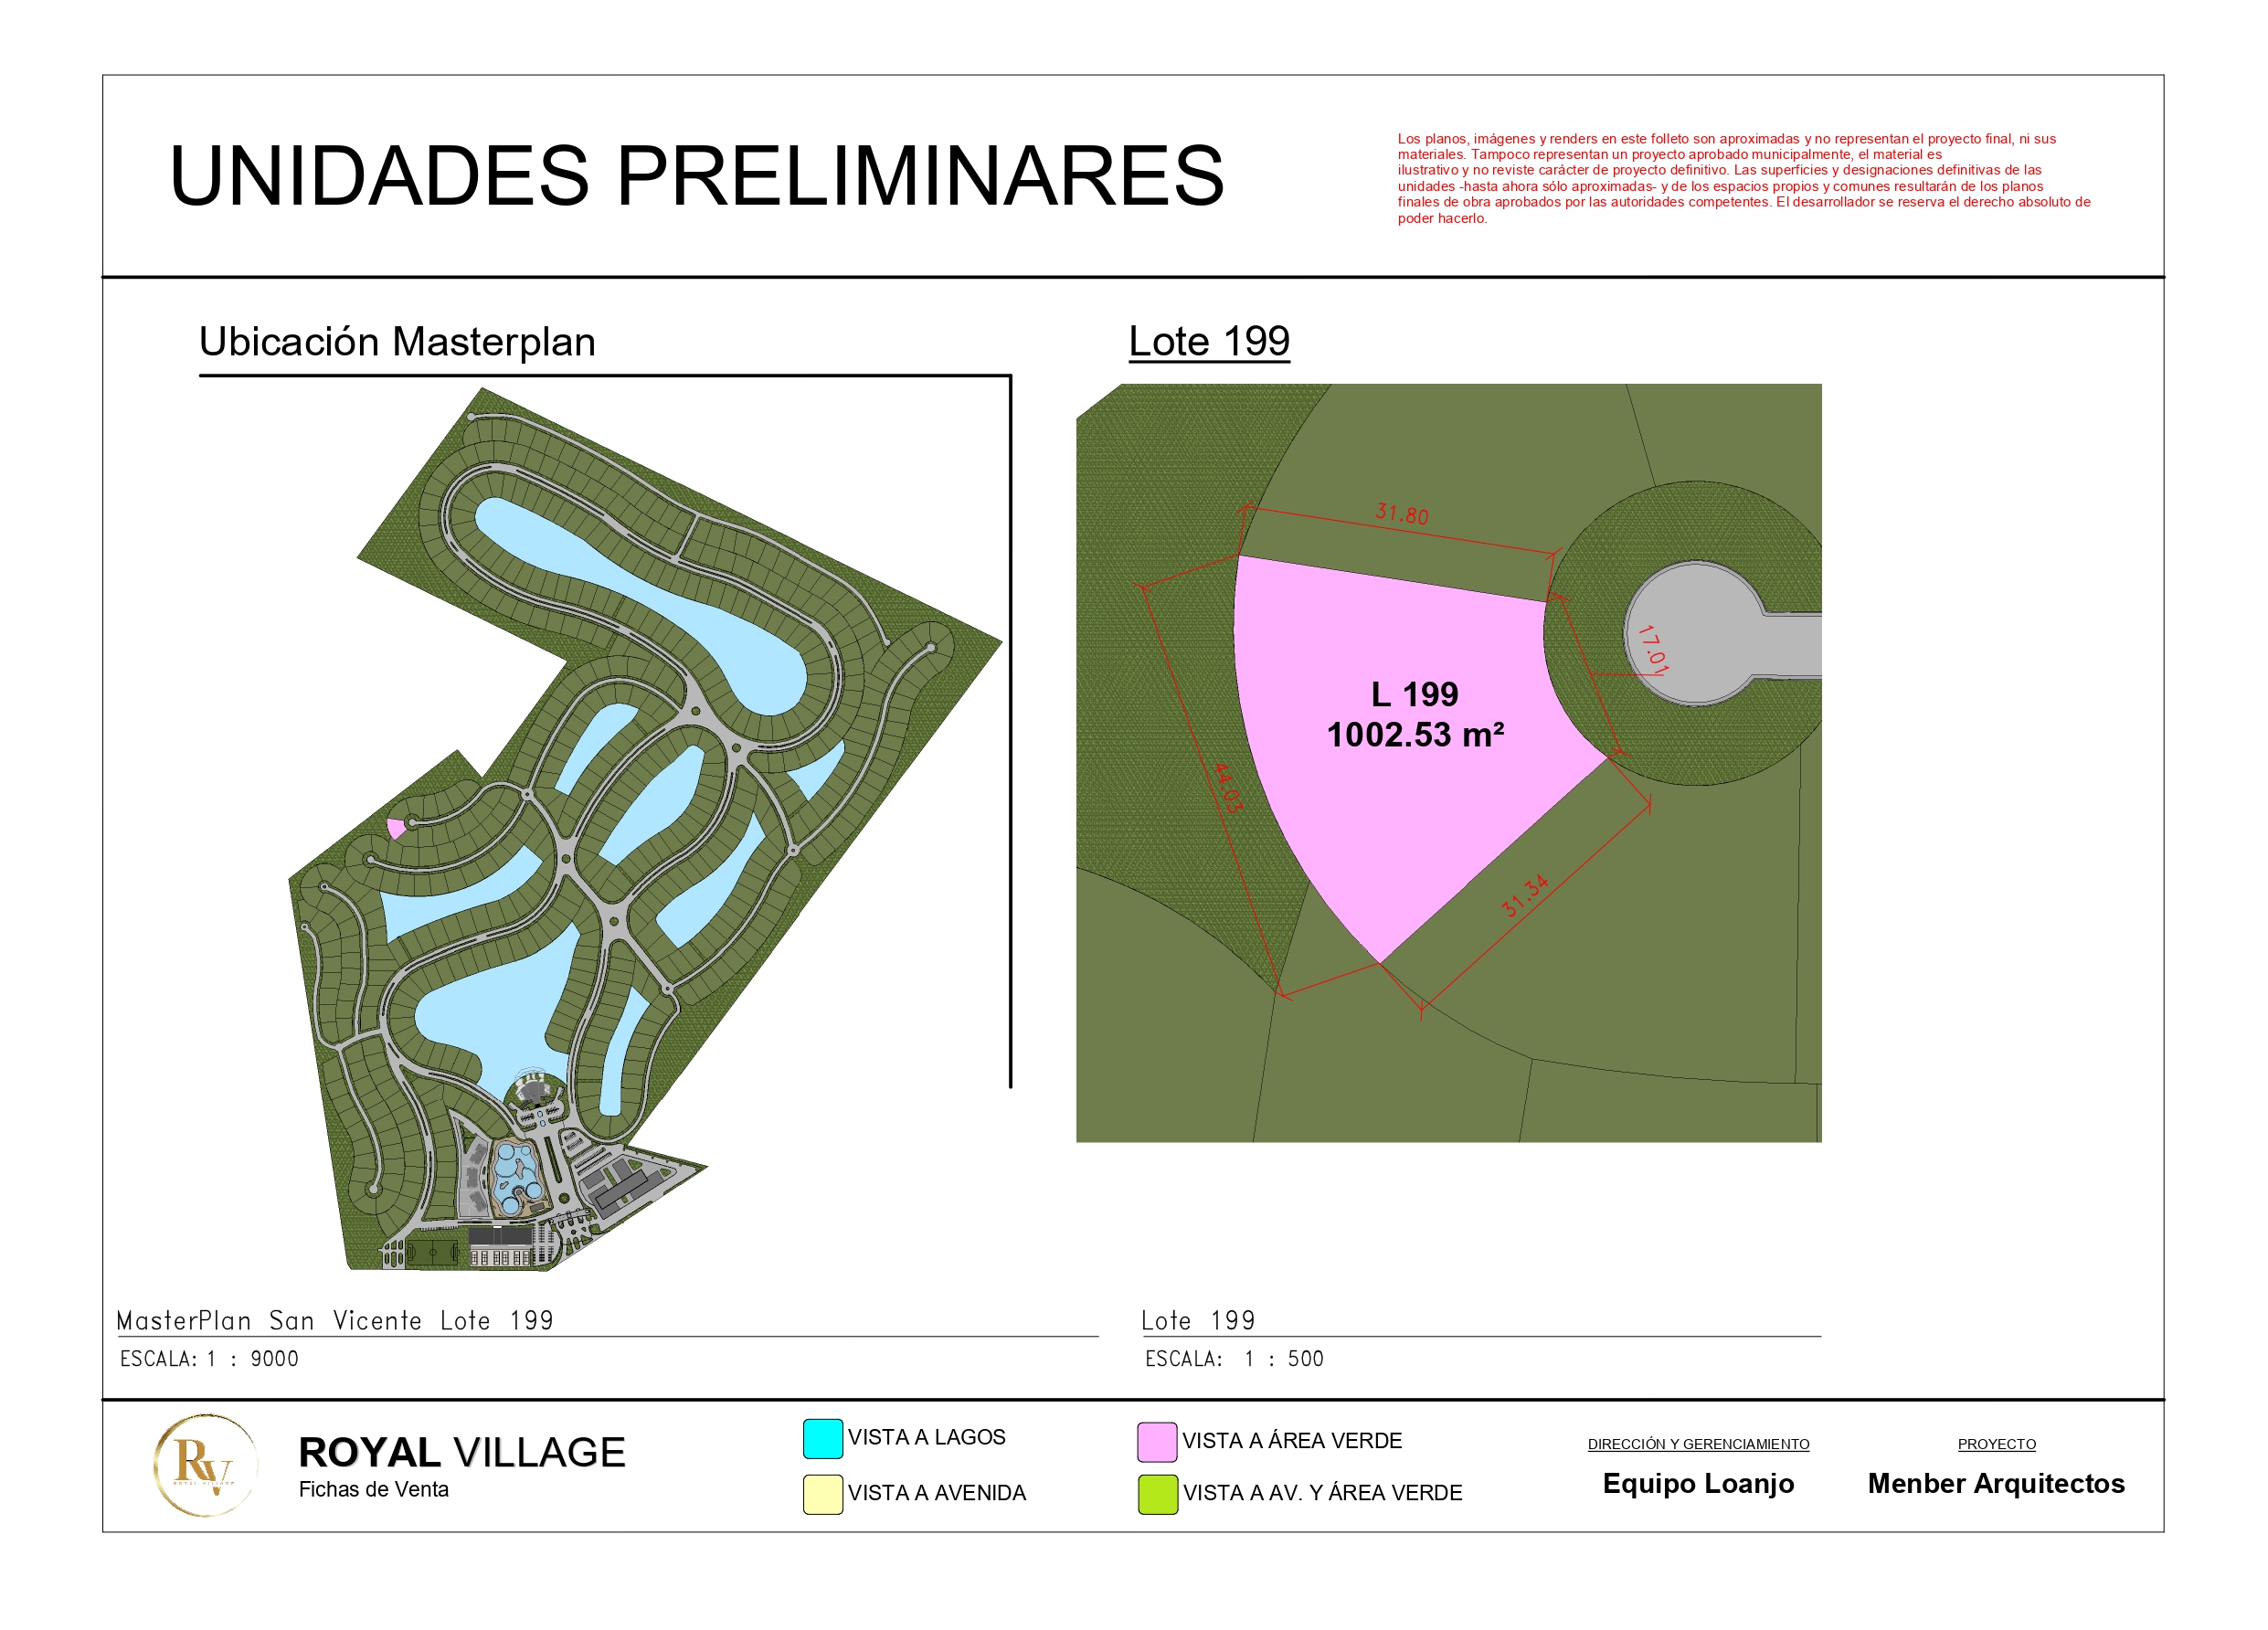 UNIDADES PRELIMINARES
Los planos, imágenes y renders en este folleto son aproximadas y no representan el proyecto final, ni sus
materiales. Tampoco representan un proyecto aprobado municipalmente, el material es
ilustrativo y no reviste carácter de proyecto definitivo. Las superficies y designaciones definitivas de las
unidades -hasta ahora sólo aproximadas- y de los espacios propios y comunes resultarán de los planos
finales de obra aprobados por las autoridades competentes. El desarrollador se reserva el derecho absoluto de
poder hacerlo.
Ubicación Masterplan
Lote 199
31.80
17.01
L 199
1002.53 m²
44.03
31.34
MasterPlan San Vicente Lote 199
ESCALA: 1 : 9000
Lote 199
ESCALA: 1 : 500
RV
ROYAL VILLAGE
ROYAL VILLAGE
Fichas de Venta
VISTA A LAGOS
VISTA A AVENIDA
VISTA A ÁREA VERDE
VISTA A AV. Y ÁREA VERDE
DIRECCIÓN Y GERENCIAMIENTO
Equipo Loanjo
PROYECTO
Menber Arquitectos